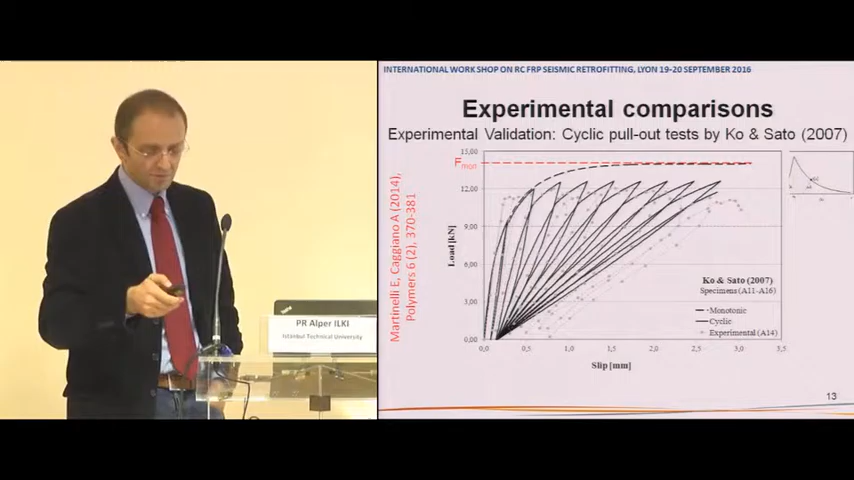 INTERNATIONAL WORK SHOP ON RC FRP SEISMIC RETROFITTING, LYON 19-20 SEPTEMBER 2016
Experimental comparisons
Experimental Validation: Cyclic pull-out tests by Ko & Sato (2007)
Martinelli E, Caggiano A (2014),
Polymers 6 (2), 370-381
15,00
Fmon
12,00
9,00
6,00
3,00
0,00
Load [kN]
0,0 0,5 1,0 1,5 2,0 2,5 3,0 3,5
Slip [mm]
Ko & Sato (2007)
Specimens (A11-A16)
Monotonic
Cyclic
Experimental (A14)
13
PR Alper ILKI
Istanbul Technical University